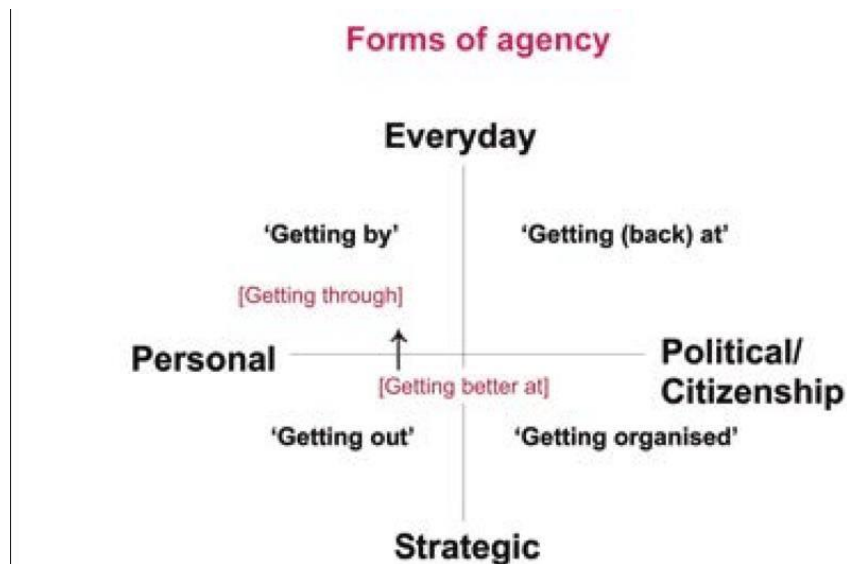 Forms of agency
Everyday
‘Getting by’ ‘Getting (back) at’
[Getting through]
Personal
Political/
Citizenship
[Getting better at]
‘Getting out’ ‘Getting organised’
Strategic